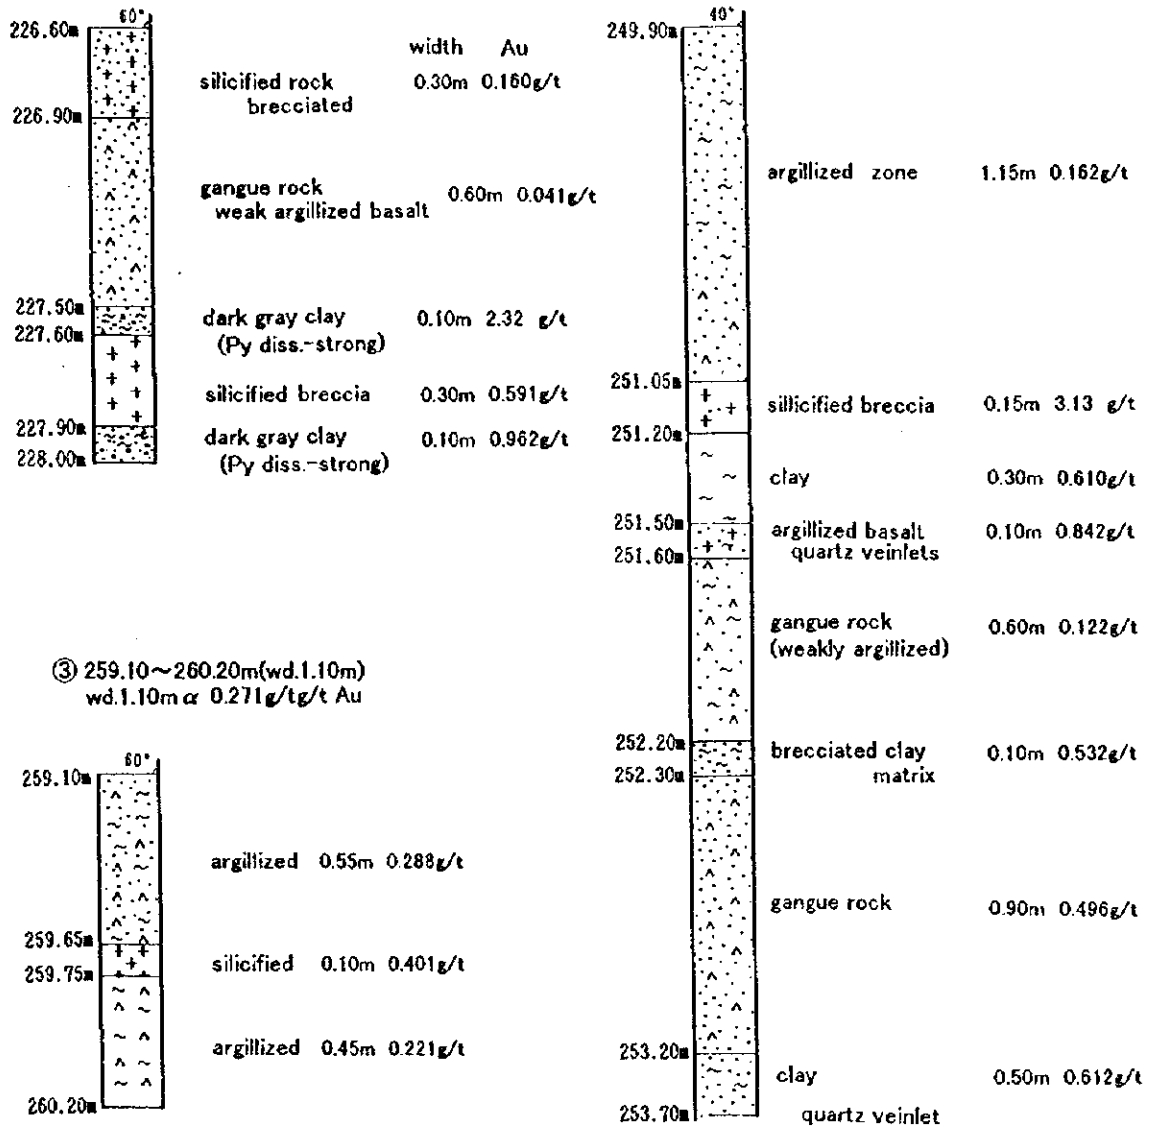 60°
226.60m
width Au
silicified rock 0.30m 0.160g/t
brecciated
226.90m
gangue rock
weak argillized basalt 0.60m 0.041g/t
227.50m
dark gray clay 0.10m 2.32 g/t
227.60m
(Py diss.-strong)
silicified breccia 0.30m 0.591g/t
227.90m
dark gray clay 0.10m 0.962g/t
228.00m
(Py diss.-strong)
③ 259.10~260.20m(wd.1.10m)
wd.1.10m α 0.271g/tg/t Au
60°
259.10m
argillized 0.55m 0.288g/t
259.65m
silicified 0.10m 0.401g/t
259.75m
argillized 0.45m 0.221g/t
260.20m
40°
249.90m
argillized zone 1.15m 0.162g/t
251.05m
sillicified breccia 0.15m 3.13 g/t
251.20m
clay 0.30m 0.610g/t
251.50m
argillized basalt 0.10m 0.842g/t
quartz veinlets
251.60m
gangue rock 0.60m 0.122g/t
(weakly argillized)
252.20m
brecciated clay 0.10m 0.532g/t
252.30m
matrix
gangue rock 0.90m 0.496g/t
253.20m
clay 0.50m 0.612g/t
253.70m
quartz veinlet